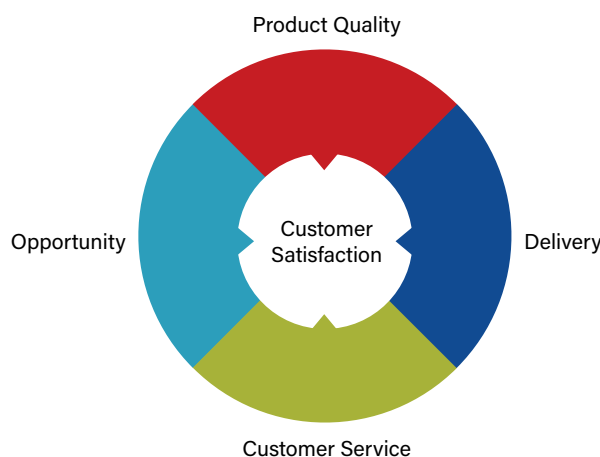 Product Quality
Opportunity
Customer
Satisfaction
Delivery
Customer Service